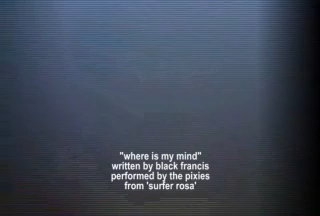 "where is my mind"
written by black francis
performed by the pixies
from 'surfer rosa'